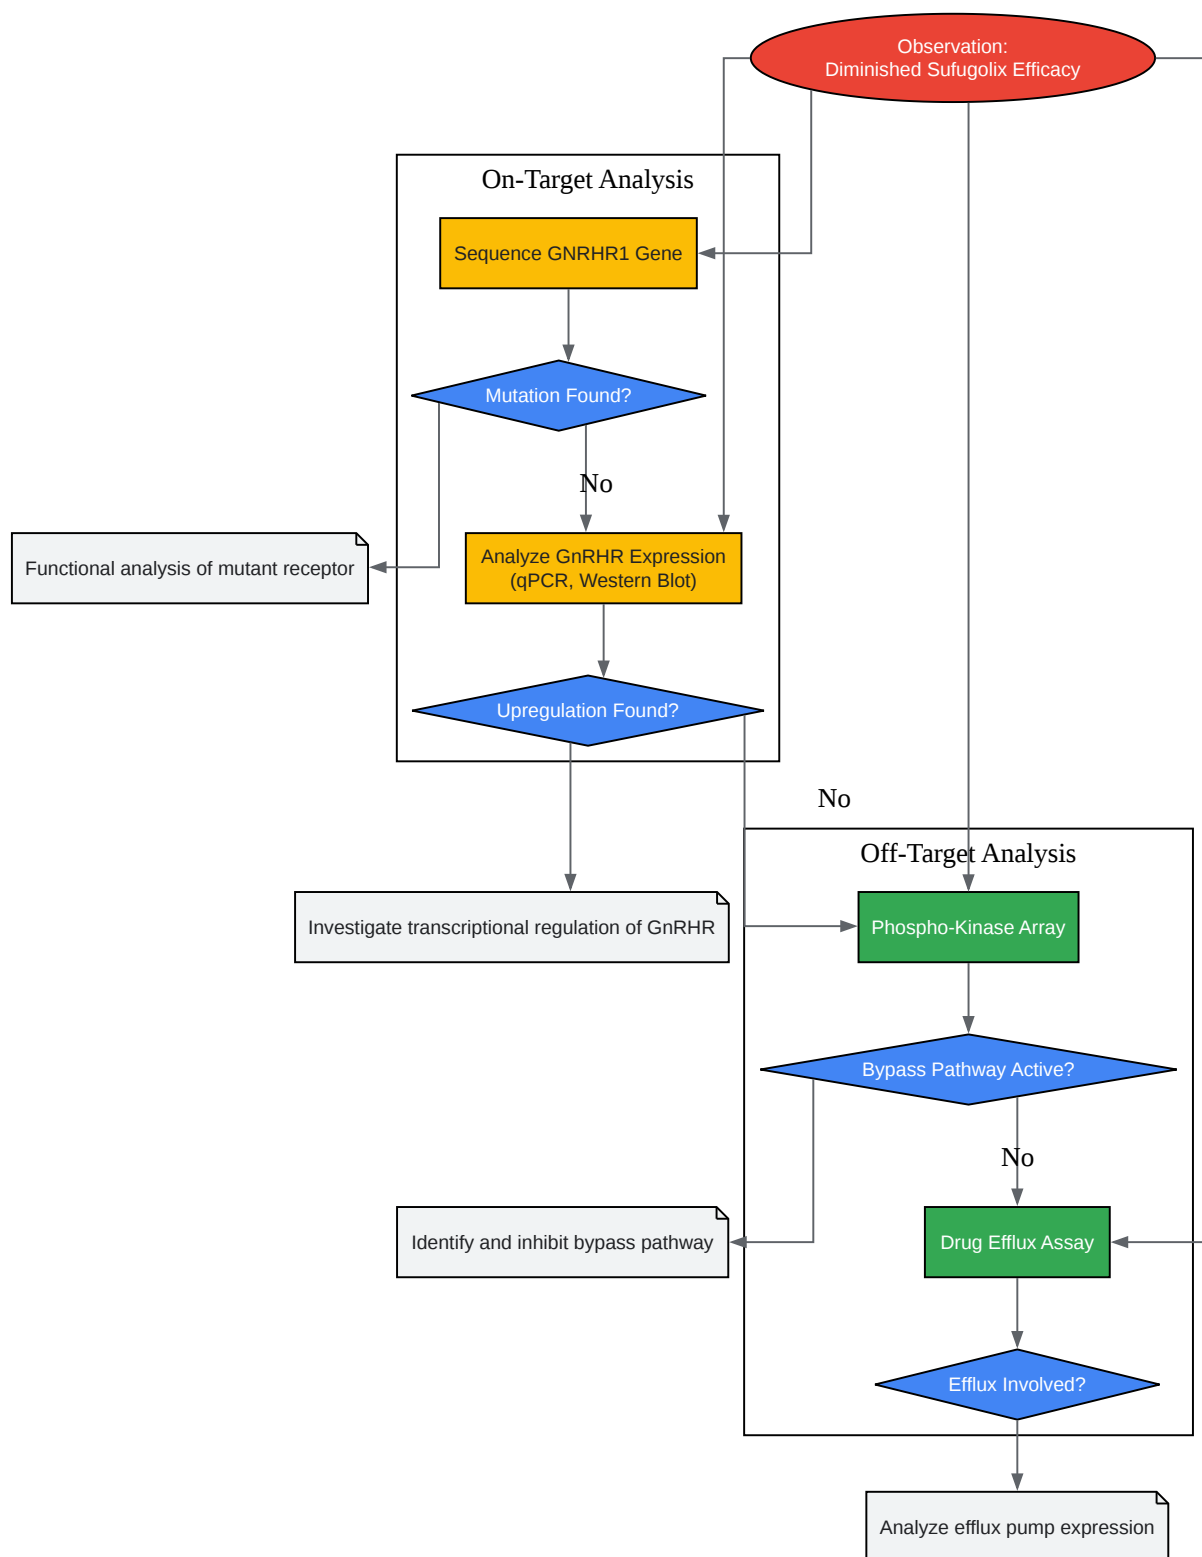 Observation:
Diminished Sufugolix Efficacy
On-Target Analysis
Sequence GNRHR1 Gene
Mutation Found?
No
Functional analysis of mutant receptor
Analyze GnRHR Expression
(qPCR, Western Blot)
Upregulation Found?
No
Off-Target Analysis
Investigate transcriptional regulation of GnRHR
Phospho-Kinase Array
Bypass Pathway Active?
No
Identify and inhibit bypass pathway
Drug Efflux Assay
Efflux Involved?
Analyze efflux pump expression